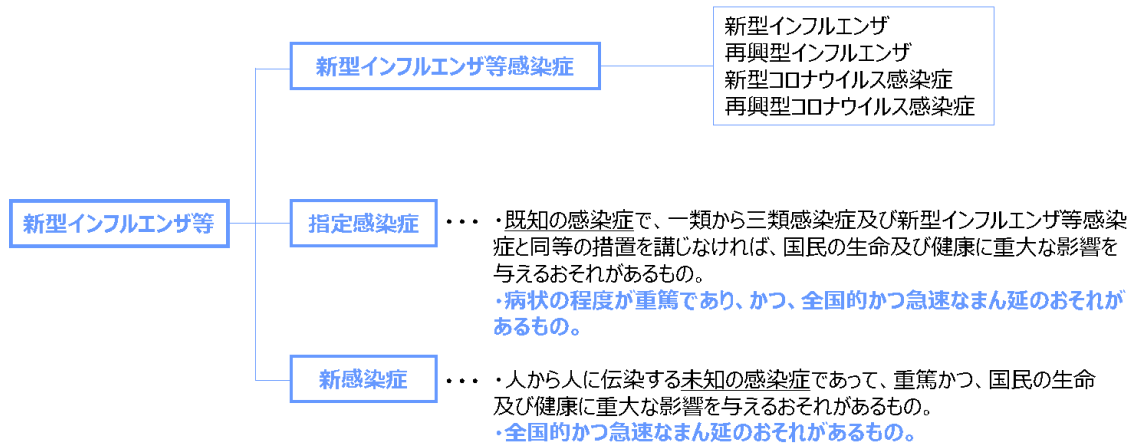 新型インフルエンザ等
新型インフルエンザ等感染症
新型インフルエンザ
再興型インフルエンザ
新型コロナウイルス感染症
再興型コロナウイルス感染症
指定感染症
・・・
・既知の感染症で、一類から三類感染症及び新型インフルエンザ等感染
症と同等の措置を講じなければ、国民の生命及び健康に重大な影響を
与えるおそれがあるもの。
・病状の程度が重篤であり、かつ、全国的かつ急速なまん延のおそれが
あるもの。
新感染症
・・・
・人から人に伝染する未知の感染症であって、重篤かつ、国民の生命
及び健康に重大な影響を与えるおそれがあるもの。
・全国的かつ急速なまん延のおそれがあるもの。